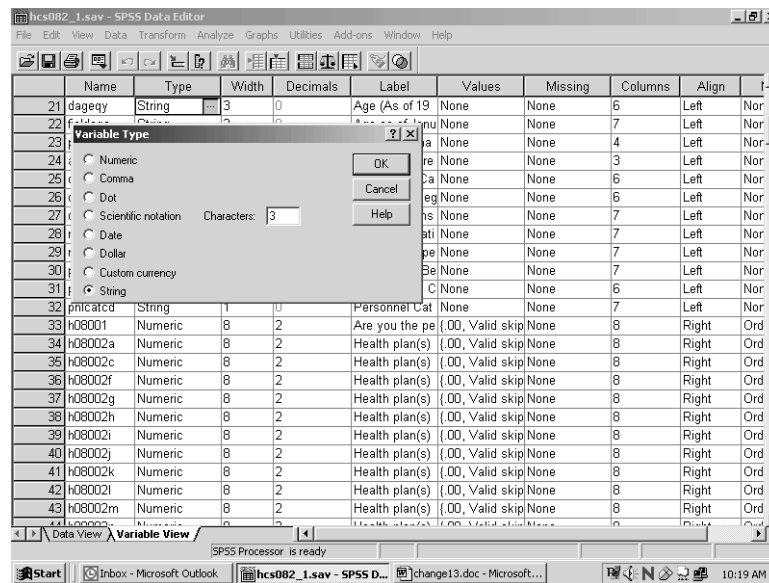 hcs082_1.sav - SPSS Data Editor
File Edit View Data Transform Analyze Graphs Utilities Add-ons Window Help
Name Type Width Decimals Label Values Missing Columns Align
21 dageqy String ... 3 0 Age (As of 19 None None 6 Left Nor
22 None None 7 Left Nor
23 None None 4 Left Nor
24 None None 3 Left Nor
25 None None 6 Left Nor
26 None None 6 Left Nor
27 None None 7 Left Nor
28 None None 7 Left Nor
29 None None 7 Left Nor
30 None None 7 Left Nor
31 None None 6 Left Nor
Variable Type
Numeric
Comma
Dot
Scientific notation
Date
Dollar
Custom currency
String
Characters: 3
OK
Cancel
Help
32 pnlcatcd String 1 0 Personnel Cat None None 7 Left Nor
33 h08001 Numeric 8 2 Are you the pe {.00, Valid skip None 8 Right Ord
34 h08002a Numeric 8 2 Health plan(s) {.00, Valid skip None 8 Right Ord
35 h08002c Numeric 8 2 Health plan(s) {.00, Valid skip None 8 Right Ord
36 h08002f Numeric 8 2 Health plan(s) {.00, Valid skip None 8 Right Ord
37 h08002g Numeric 8 2 Health plan(s) {.00, Valid skip None 8 Right Ord
38 h08002h Numeric 8 2 Health plan(s) {.00, Valid skip None 8 Right Ord
39 h08002i Numeric 8 2 Health plan(s) {.00, Valid skip None 8 Right Ord
40 h08002j Numeric 8 2 Health plan(s) {.00, Valid skip None 8 Right Ord
41 h08002k Numeric 8 2 Health plan(s) {.00, Valid skip None 8 Right Ord
42 h08002l Numeric 8 2 Health plan(s) {.00, Valid skip None 8 Right Ord
43 h08002m Numeric 8 2 Health plan(s) {.00, Valid skip None 8 Right Ord
Data View Variable View
SPSS Processor is ready
Start Inbox - Microsoft Outlook hcs082_1.sav - SPSS D... change13.doc - Microsoft... 10:19 AM